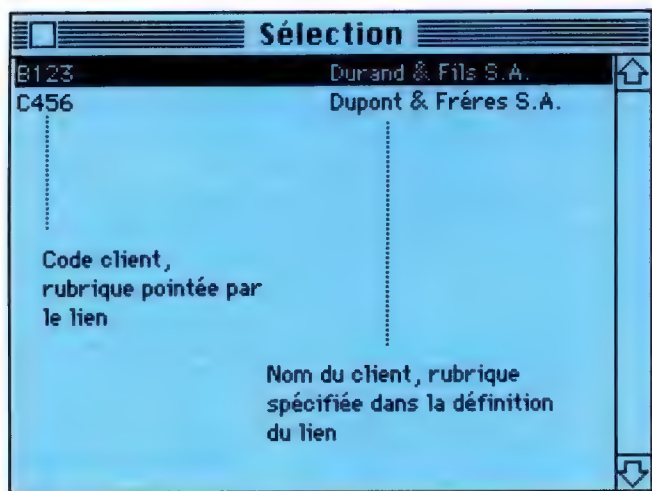 Sélection
B123 Durand & Fils S.A.
C456 Dupont & Fréres S.A.
Code client,
rubrique pointée par
le lien
Nom du client, rubrique
spécifiée dans la définition
du lien